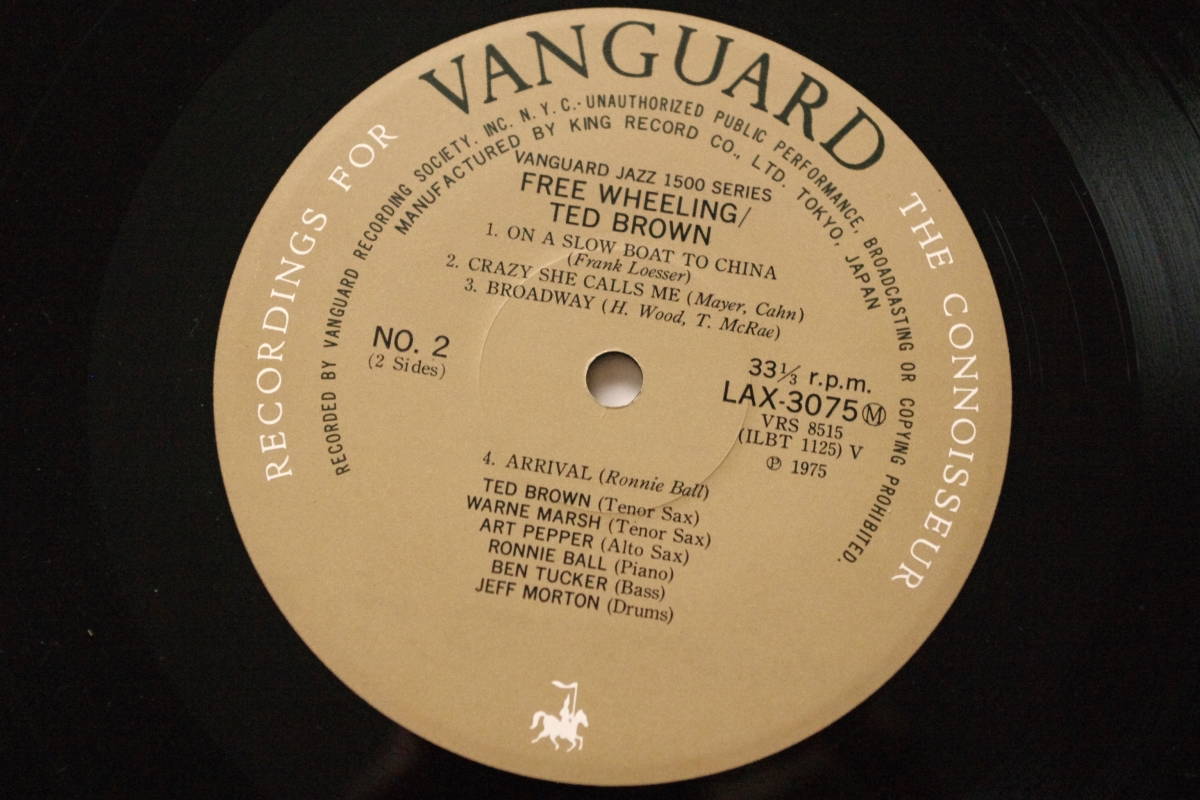 VANGUARD
RECORDINGS FOR THE CONNOISSEUR
RECORDED BY VANGUARD RECORDING SOCIETY, INC. N.Y.C.-UNAUTHORIZED PUBLIC PERFORMANCE, BROADCASTING OR COPYING PROHIBITED.
MANUFACTURED BY KING RECORD CO., LTD. TOKYO, JAPAN
VANGUARD JAZZ 1500 SERIES
FREE WHEELING/
TED BROWN
1. ON A SLOW BOAT TO CHINA
(Frank Loesser)
2. CRAZY SHE CALLS ME (Mayer, Cahn)
3. BROADWAY (H. Wood, T. McRae)
NO. 2
(2 Sides)
33⅓ r.p.m.
LAX-3075 Ⓜ
VRS 8515
(ILBT 1125) V
℗ 1975
4. ARRIVAL (Ronnie Ball)
TED BROWN (Tenor Sax)
WARNE MARSH (Tenor Sax)
ART PEPPER (Alto Sax)
RONNIE BALL (Piano)
BEN TUCKER (Bass)
JEFF MORTON (Drums)